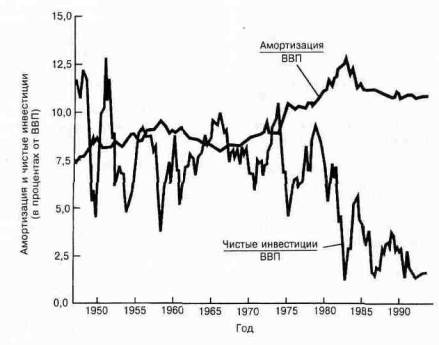 Амортизация и чистые инвестиции
(в процентах от ВВП)
15,0
12,5
10,0
7,5
5,0
2,5
0,0
Амортизация
ВВП
Чистые инвестиции
ВВП
1950 1955 1960 1965 1970 1975 1980 1985 1990
Год